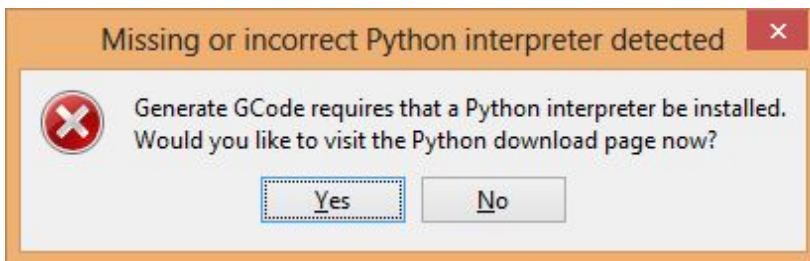 Missing or incorrect Python interpreter detected
Generate GCode requires that a Python interpreter be installed.
Would you like to visit the Python download page now?
Yes
No